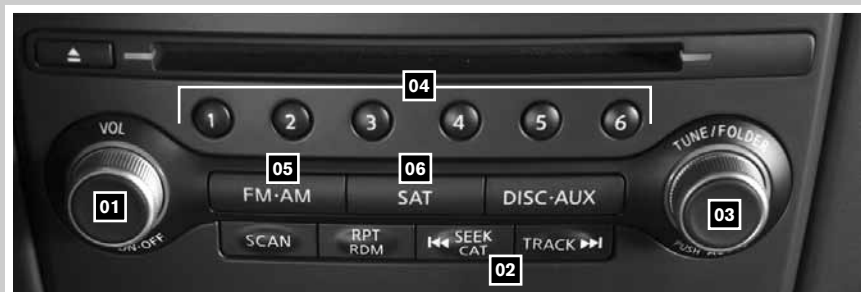 04
1 2 3 4 5 6
VOL
TUNE/FOLDER
05 06
FM·AM SAT DISC·AUX
01 03
ON·OFF
SCAN RPT RDM SEEK CAT TRACK
PUSH
02